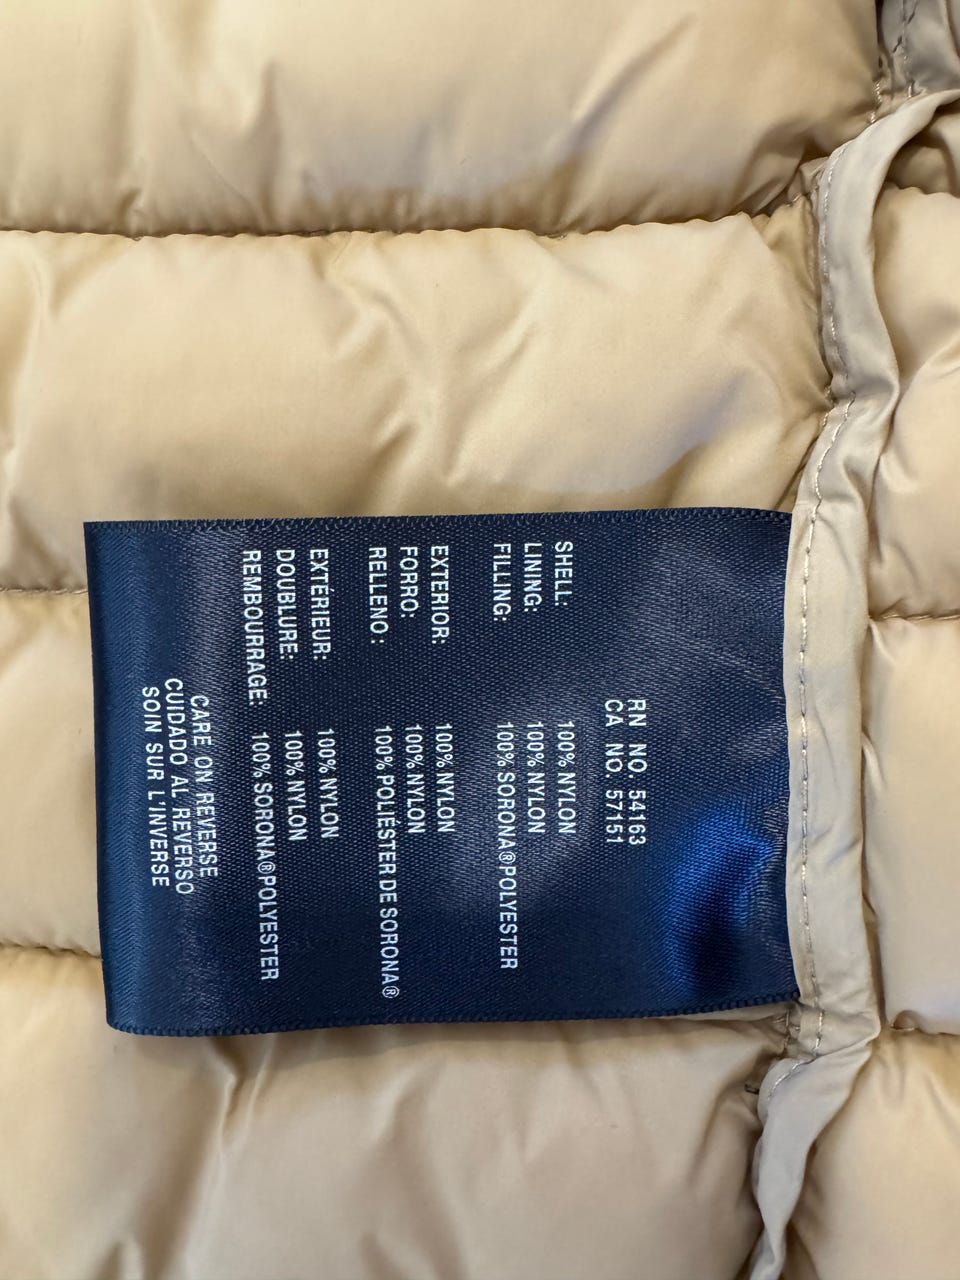 RN NO. 54163
CA NO. 57151
SHELL: 100% NYLON
LINING: 100% NYLON
FILLING: 100% SORONA®POLYESTER
EXTERIOR: 100% NYLON
FORRO: 100% NYLON
RELLENO: 100% POLIÉSTER DE SORONA®
EXTÉRIEUR: 100% NYLON
DOUBLURE: 100% NYLON
REMBOURRAGE: 100% SORONA®POLYESTER
CARE ON REVERSE
CUIDADO AL REVERSO
SOIN SUR L'INVERSE